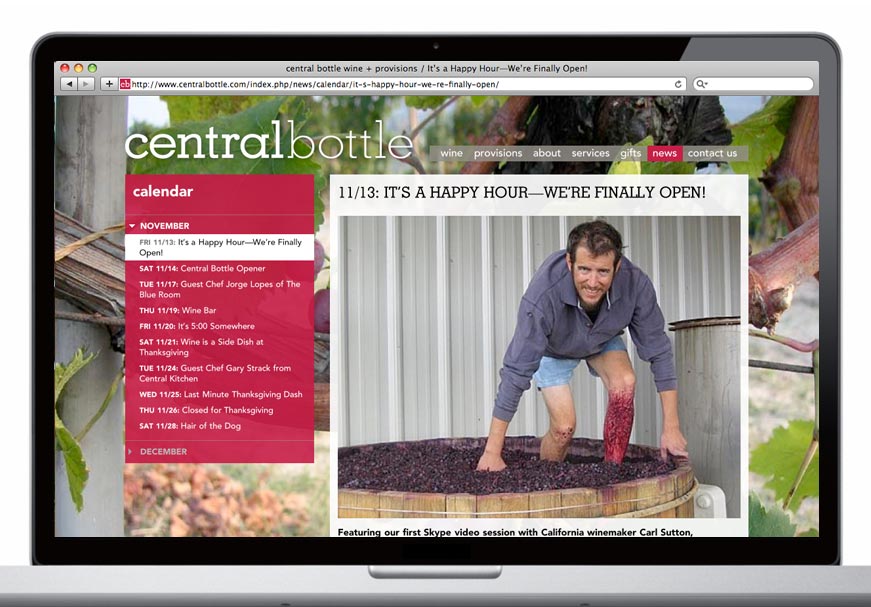 central bottle wine + provisions / It's a Happy Hour—We're Finally Open!
cb http://www.centralbottle.com/index.php/news/calendar/it-s-happy-hour-we-re-finally-open/
centralbottle
wine provisions about services gifts news contact us
calendar
NOVEMBER
FRI 11/13: It's a Happy Hour—We're Finally
Open!
SAT 11/14: Central Bottle Opener
TUE 11/17: Guest Chef Jorge Lopes of The
Blue Room
THU 11/19: Wine Bar
FRI 11/20: It's 5:00 Somewhere
SAT 11/21: Wine is a Side Dish at
Thanksgiving
TUE 11/24: Guest Chef Gary Strack from
Central Kitchen
WED 11/25: Last Minute Thanksgiving Dash
THU 11/26: Closed for Thanksgiving
SAT 11/28: Hair of the Dog
DECEMBER
11/13: IT'S A HAPPY HOUR—WE'RE FINALLY OPEN!
Featuring our first Skype video session with California winemaker Carl Sutton,